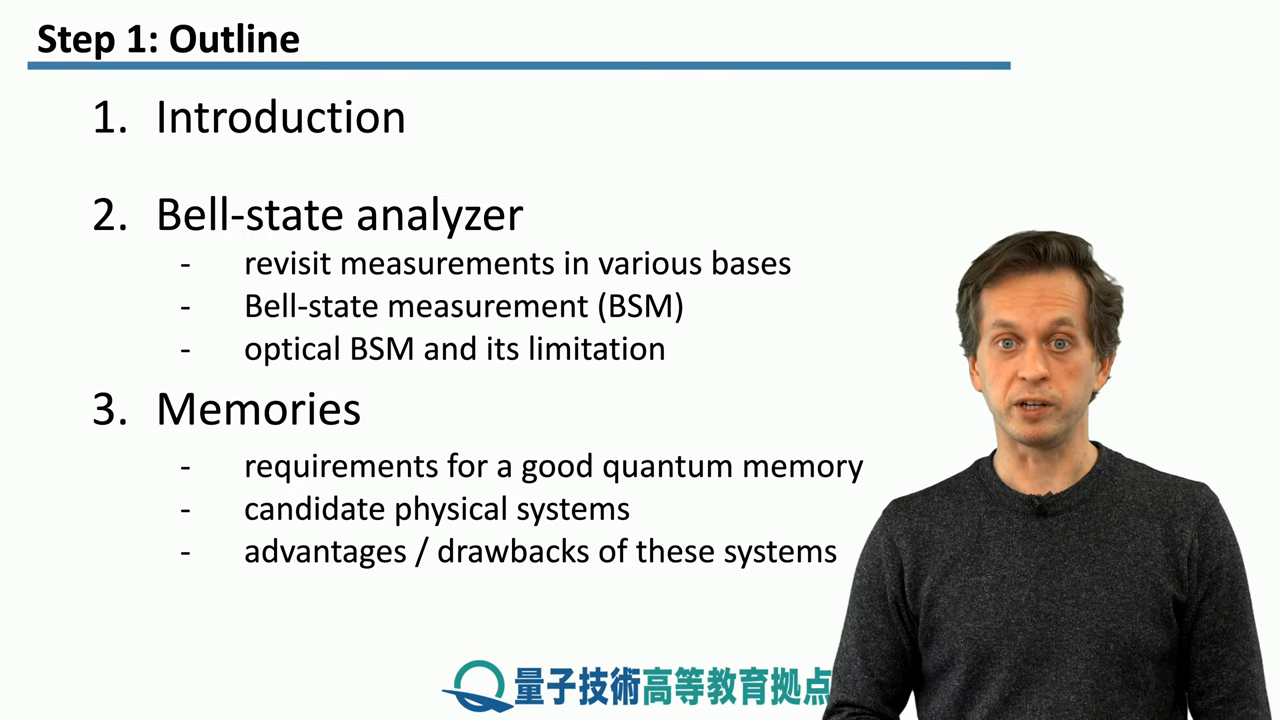 Step 1: Outline
1. Introduction
2. Bell-state analyzer
- revisit measurements in various bases
- Bell-state measurement (BSM)
- optical BSM and its limitation
3. Memories
- requirements for a good quantum memory
- candidate physical systems
- advantages / drawbacks of these systems
量子技術高等教育拠点